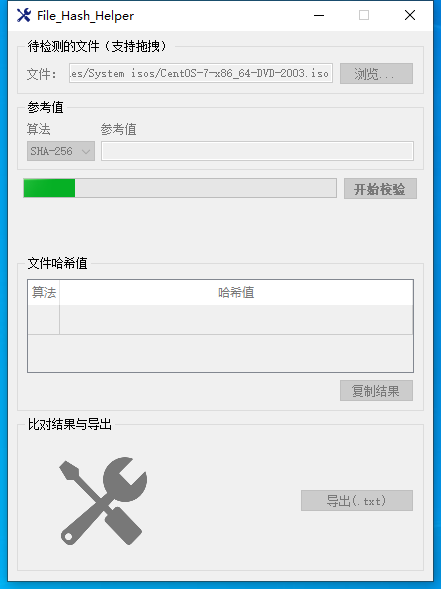 File_Hash_Helper
待检测的文件（支持拖拽）
文件： .es/System isos/CentOS-7-x86_64-DVD-2003.iso 浏览...
参考值
算法 参考值
SHA-256
开始校验
文件哈希值
算法 哈希值
复制结果
比对结果与导出
导出(.txt)